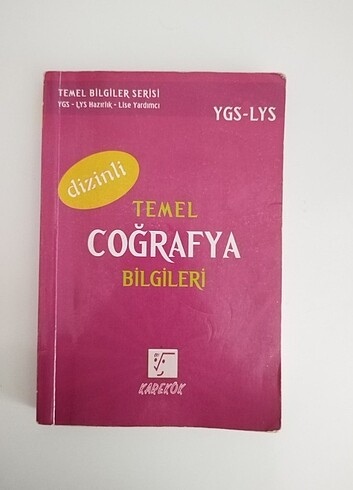 TEMEL BİLGİLER SERİSİ
YGS - LYS Hazırlık - Lise Yardımcı
YGS-LYS
dizinli
TEMEL
COĞRAFYA
BİLGİLERİ
KAREKÖK